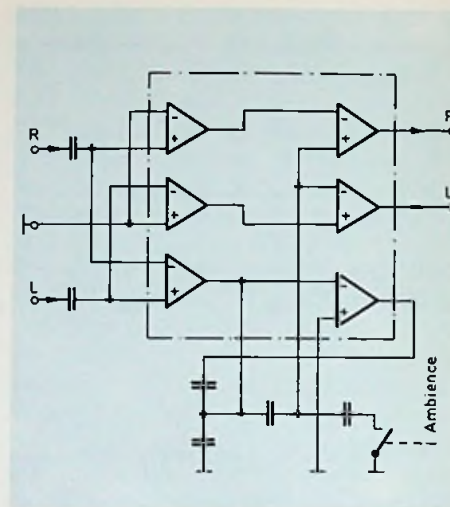 R
L
- +
- +
- +
- +
- +
- +
L
Ambience